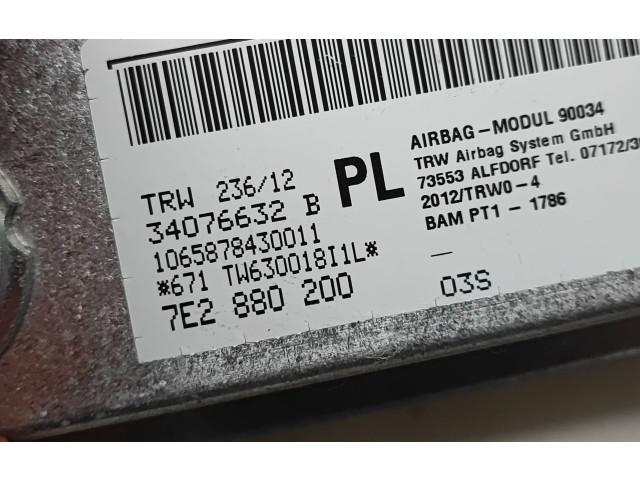 TRW 236/12
34076632 B
1065878430011
*671 TW630018I1L*
7E2 880 200
PL
AIRBAG-MODUL 90034
TRW Airbag System GmbH
73553 ALFDORF Tel. 07172/30
2012/TRW0-4
BAM PT1 - 1786
—
03S